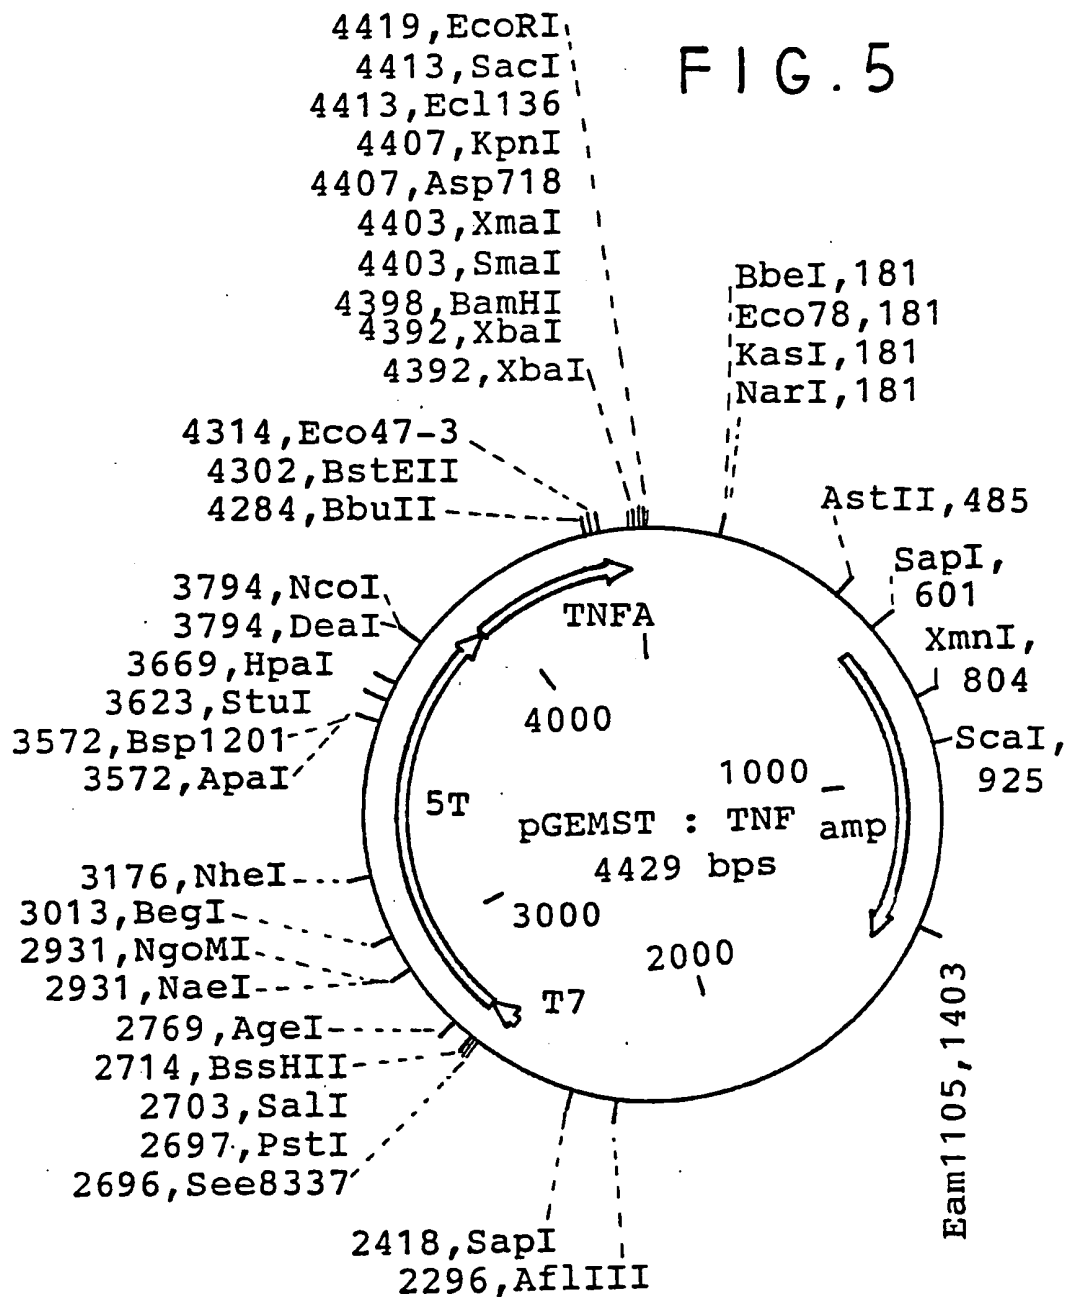 FIG.5
4419,EcoRI
4413,SacI
4413,Ecl136
4407,KpnI
4407,Asp718
4403,XmaI
4403,SmaI
4398,BamHI
4392,XbaI
4392,XbaI
4314,Eco47-3
4302,BstEII
4284,BbuII
3794,NcoI
3794,DeaI
3669,HpaI
3623,StuI
3572,Bsp1201
3572,ApaI
3176,NheI
3013,BegI
2931,NgoMI
2931,NaeI
2769,AgeI
2714,BssHII
2703,SalI
2697,PstI
2696,See8337
2418,SapI
2296,AflIII
BbeI,181
Eco78,181
KasI,181
NarI,181
AstII,485
SapI,
601
XmnI,
804
ScaI,
925
Eam1105,1403
TNFA
4000
1000
5T
pGEMST : TNF
amp
4429 bps
3000
2000
T7